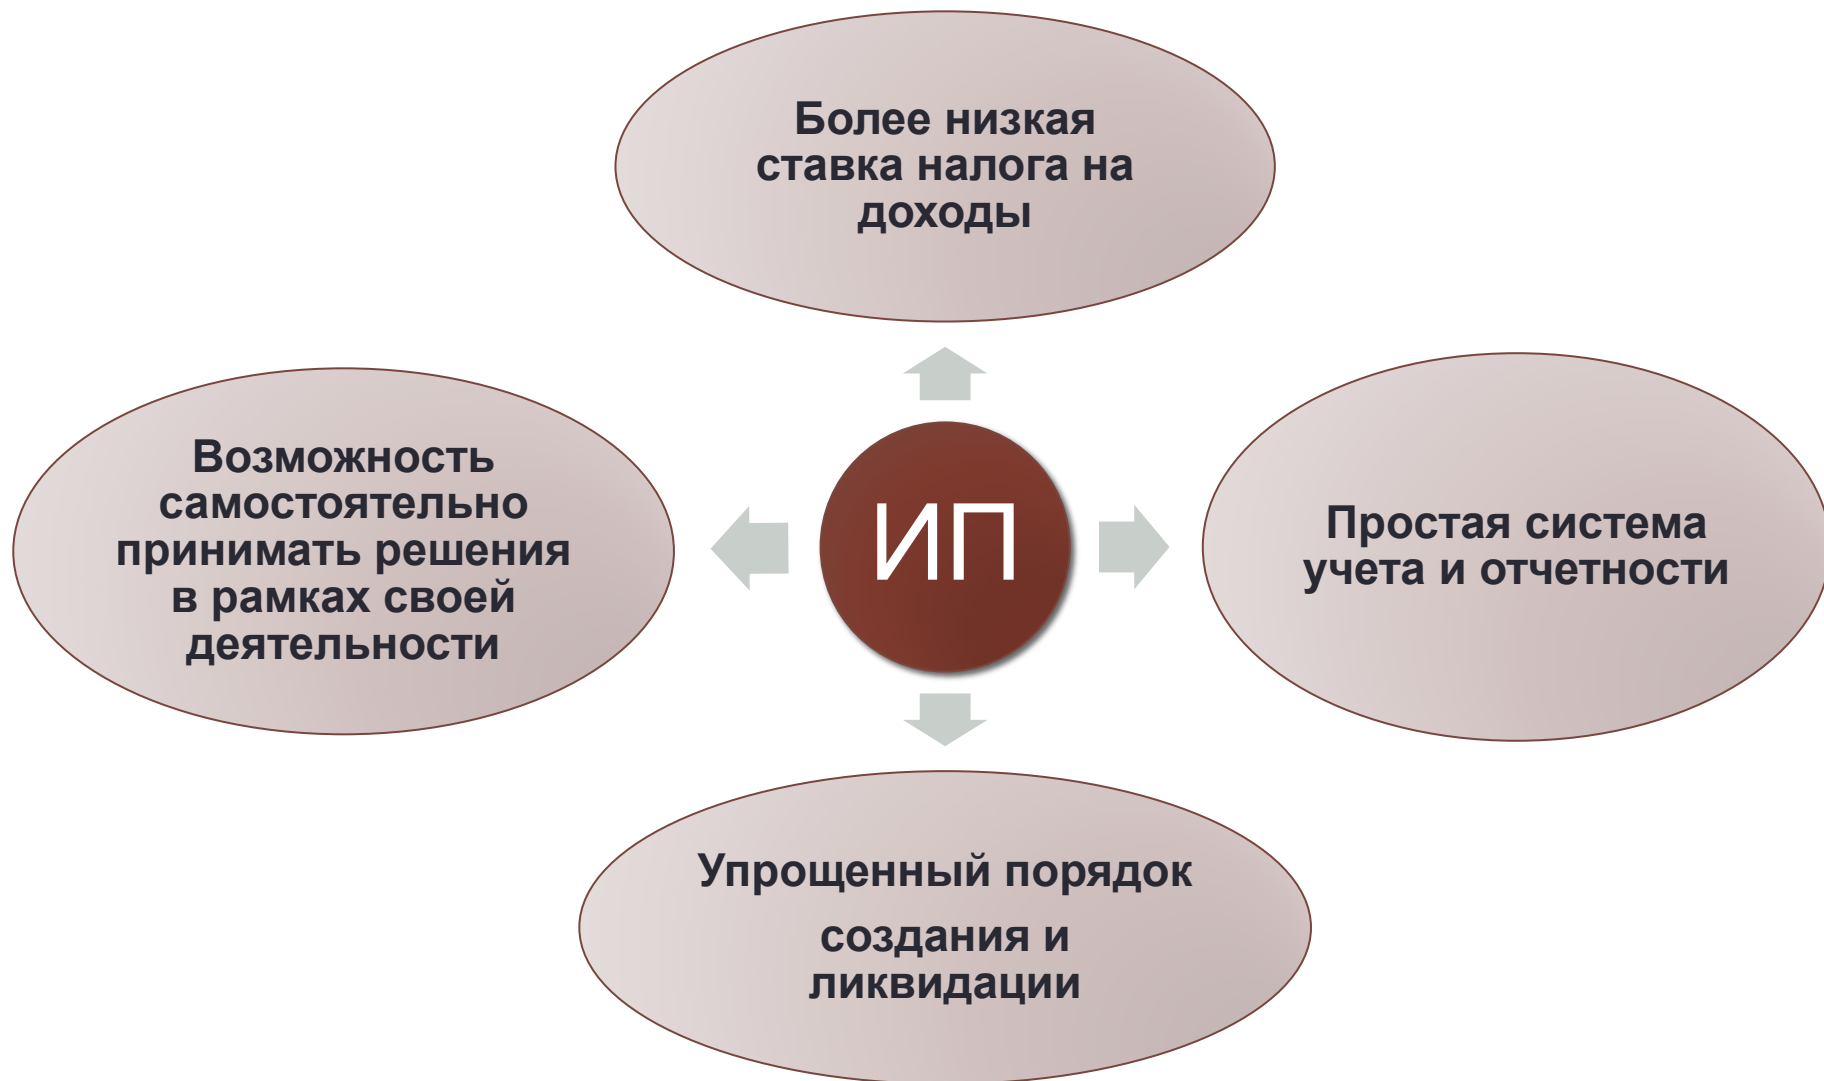 Более низкая
ставка налога на
доходы
Возможность
самостоятельно
принимать решения
в рамках своей
деятельности
ИП
Простая система
учета и отчетности
Упрощенный порядок
создания и
ликвидации